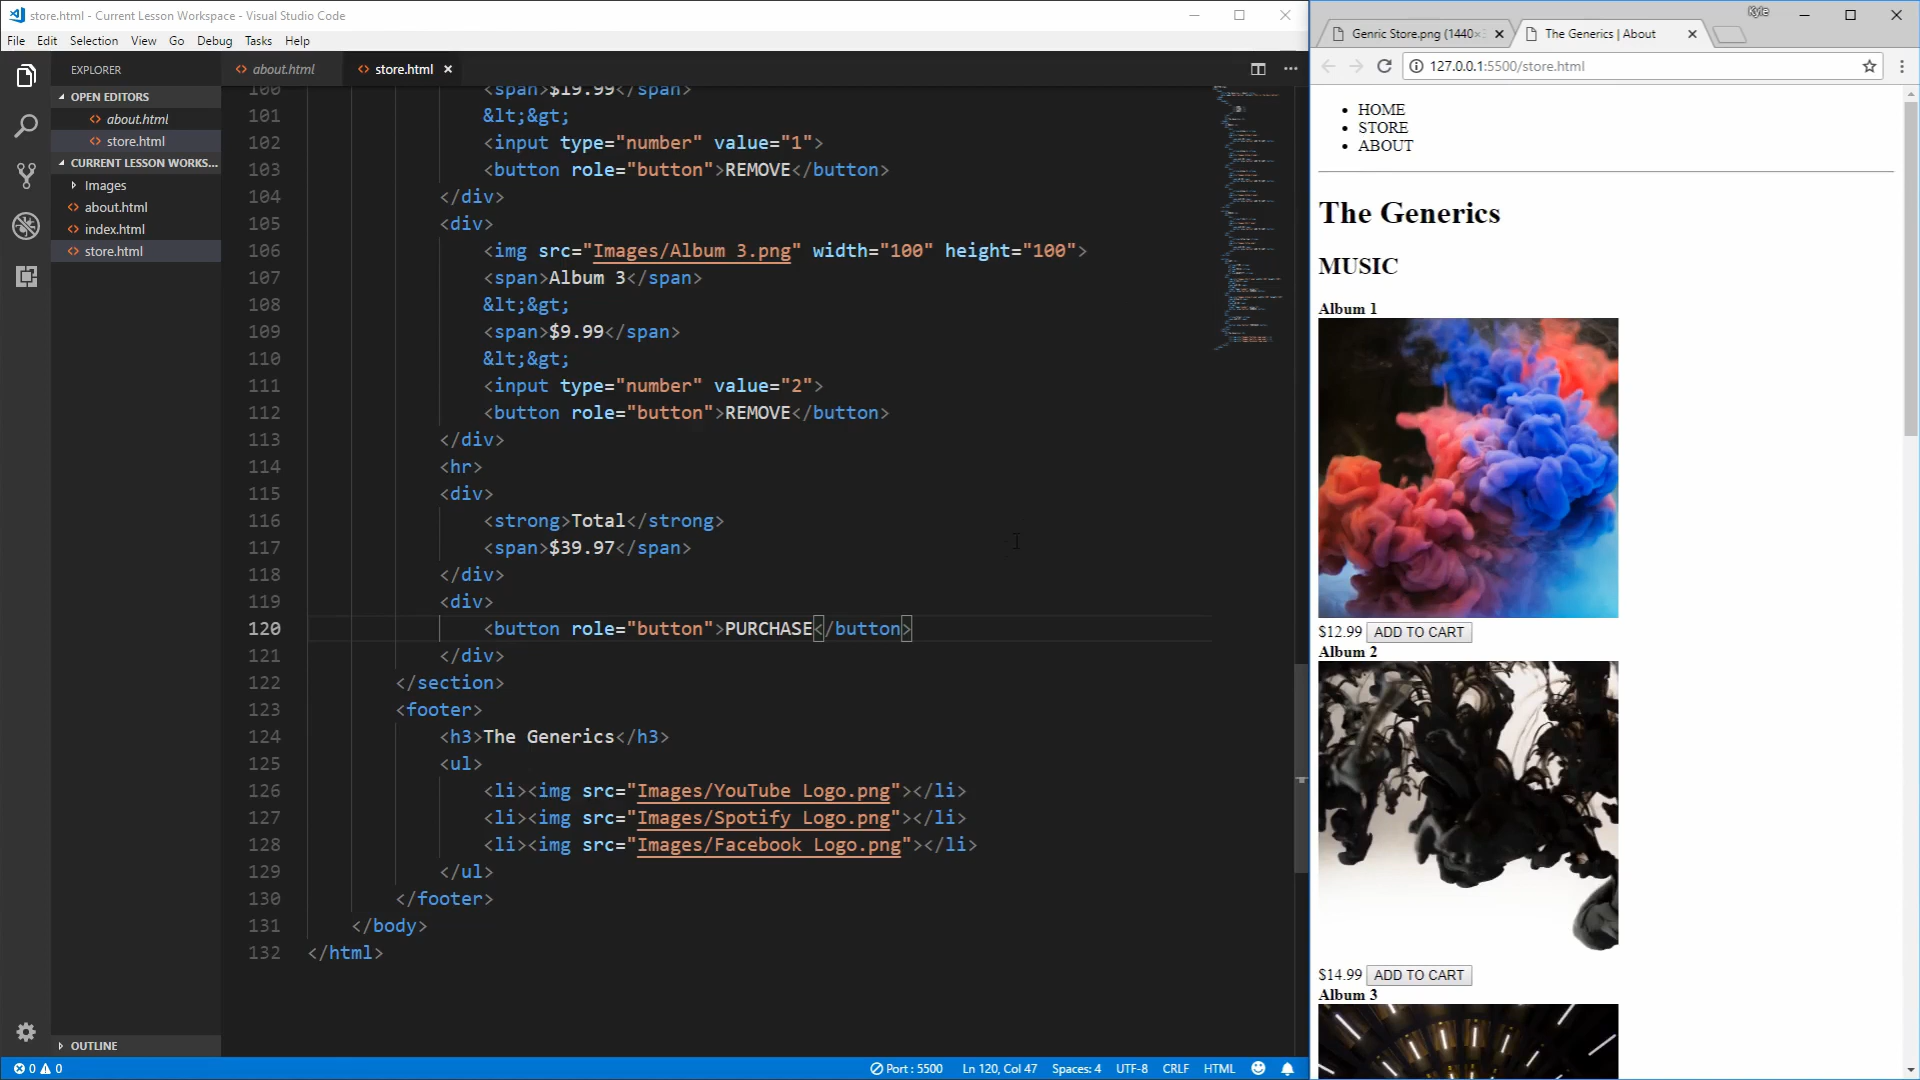 store.html - Current Lesson Workspace - Visual Studio Code
File Edit Selection View Go Debug Tasks Help
EXPLORER
OPEN EDITORS
about.html
store.html
CURRENT LESSON WORKS...
Images
about.html
index.html
store.html
OUTLINE
about.html store.html
100 <span>$19.99</span>
101 &lt;&gt;
102 <input type="number" value="1">
103 <button role="button">REMOVE</button>
104 </div>
105 <div>
106 <img src="Images/Album 3.png" width="100" height="100">
107 <span>Album 3</span>
108 &lt;&gt;
109 <span>$9.99</span>
110 &lt;&gt;
111 <input type="number" value="2">
112 <button role="button">REMOVE</button>
113 </div>
114 <hr>
115 <div>
116 <strong>Total</strong>
117 <span>$39.97</span>
118 </div>
119 <div>
120 <button role="button">PURCHASE</button>
121 </div>
122 </section>
123 <footer>
124 <h3>The Generics</h3>
125 <ul>
126 <li><img src="Images/YouTube Logo.png"></li>
127 <li><img src="Images/Spotify Logo.png"></li>
128 <li><img src="Images/Facebook Logo.png"></li>
129 </ul>
130 </footer>
131 </body>
132 </html>
0 0 Port : 5500 Ln 120, Col 47 Spaces: 4 UTF-8 CRLF HTML
Kyle
Genric Store.png (1440× The Generics | About
127.0.0.1:5500/store.html
HOME
STORE
ABOUT
The Generics
MUSIC
Album 1
$12.99 ADD TO CART
Album 2
$14.99 ADD TO CART
Album 3